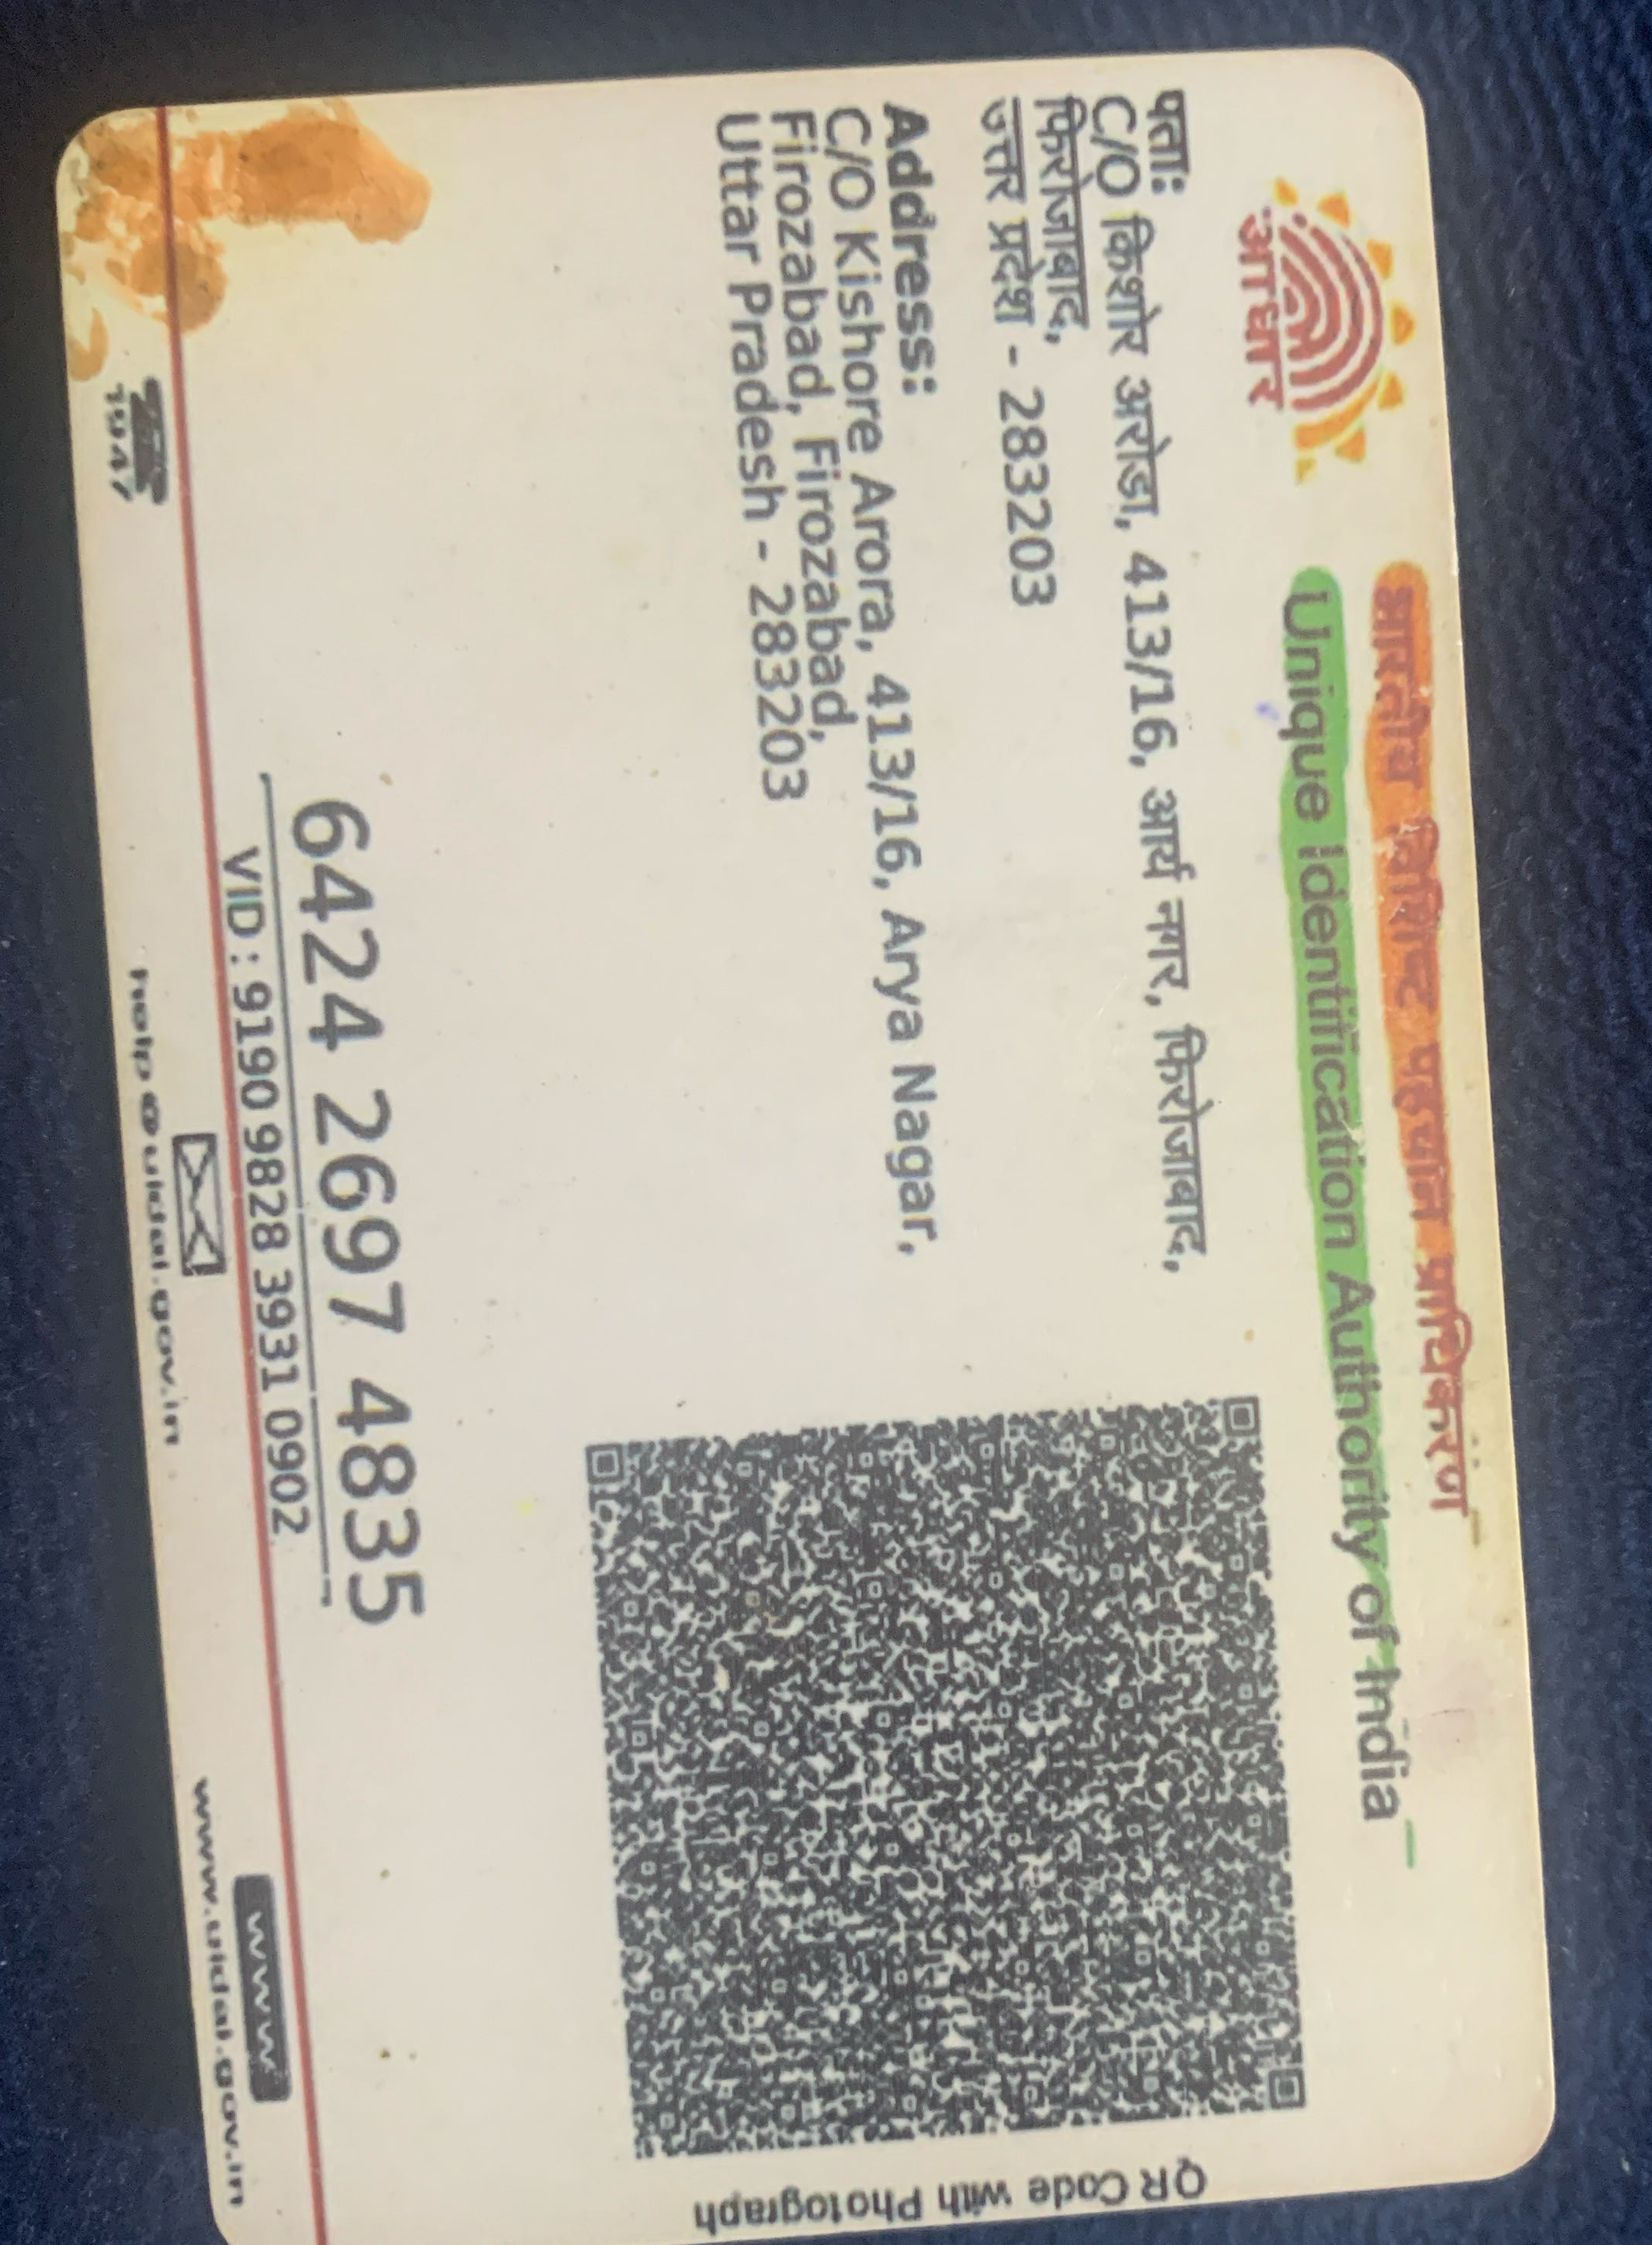 आधार
भारतीय विशिष्ट पहचान प्राधिकरण
Unique Identification Authority of India
पता:
C/O किशोर अरोडा, 413/16, आर्य नगर, फिरोजाबाद,
फिरोजाबाद,
उत्तर प्रदेश - 283203
Address:
C/O Kishore Arora, 413/16, Arya Nagar,
Firozabad, Firozabad,
Uttar Pradesh - 283203
QR Code with Photograph
6424 2697 4835
VID : 9190 9828 3931 0902
1947
help@uidai.gov.in
www
www.uidai.gov.in